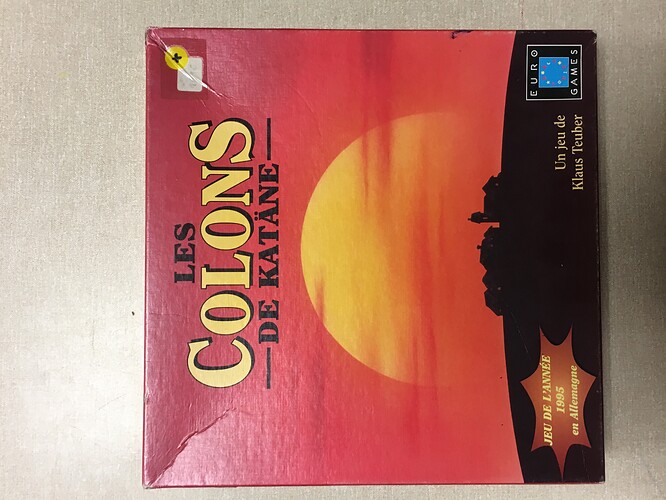 LES
COLONS
DE KATÄNE
EURO
GAMES
Un jeu de
Klaus Teuber
JEU DE L'ANNÉE
1995
en Allemagne